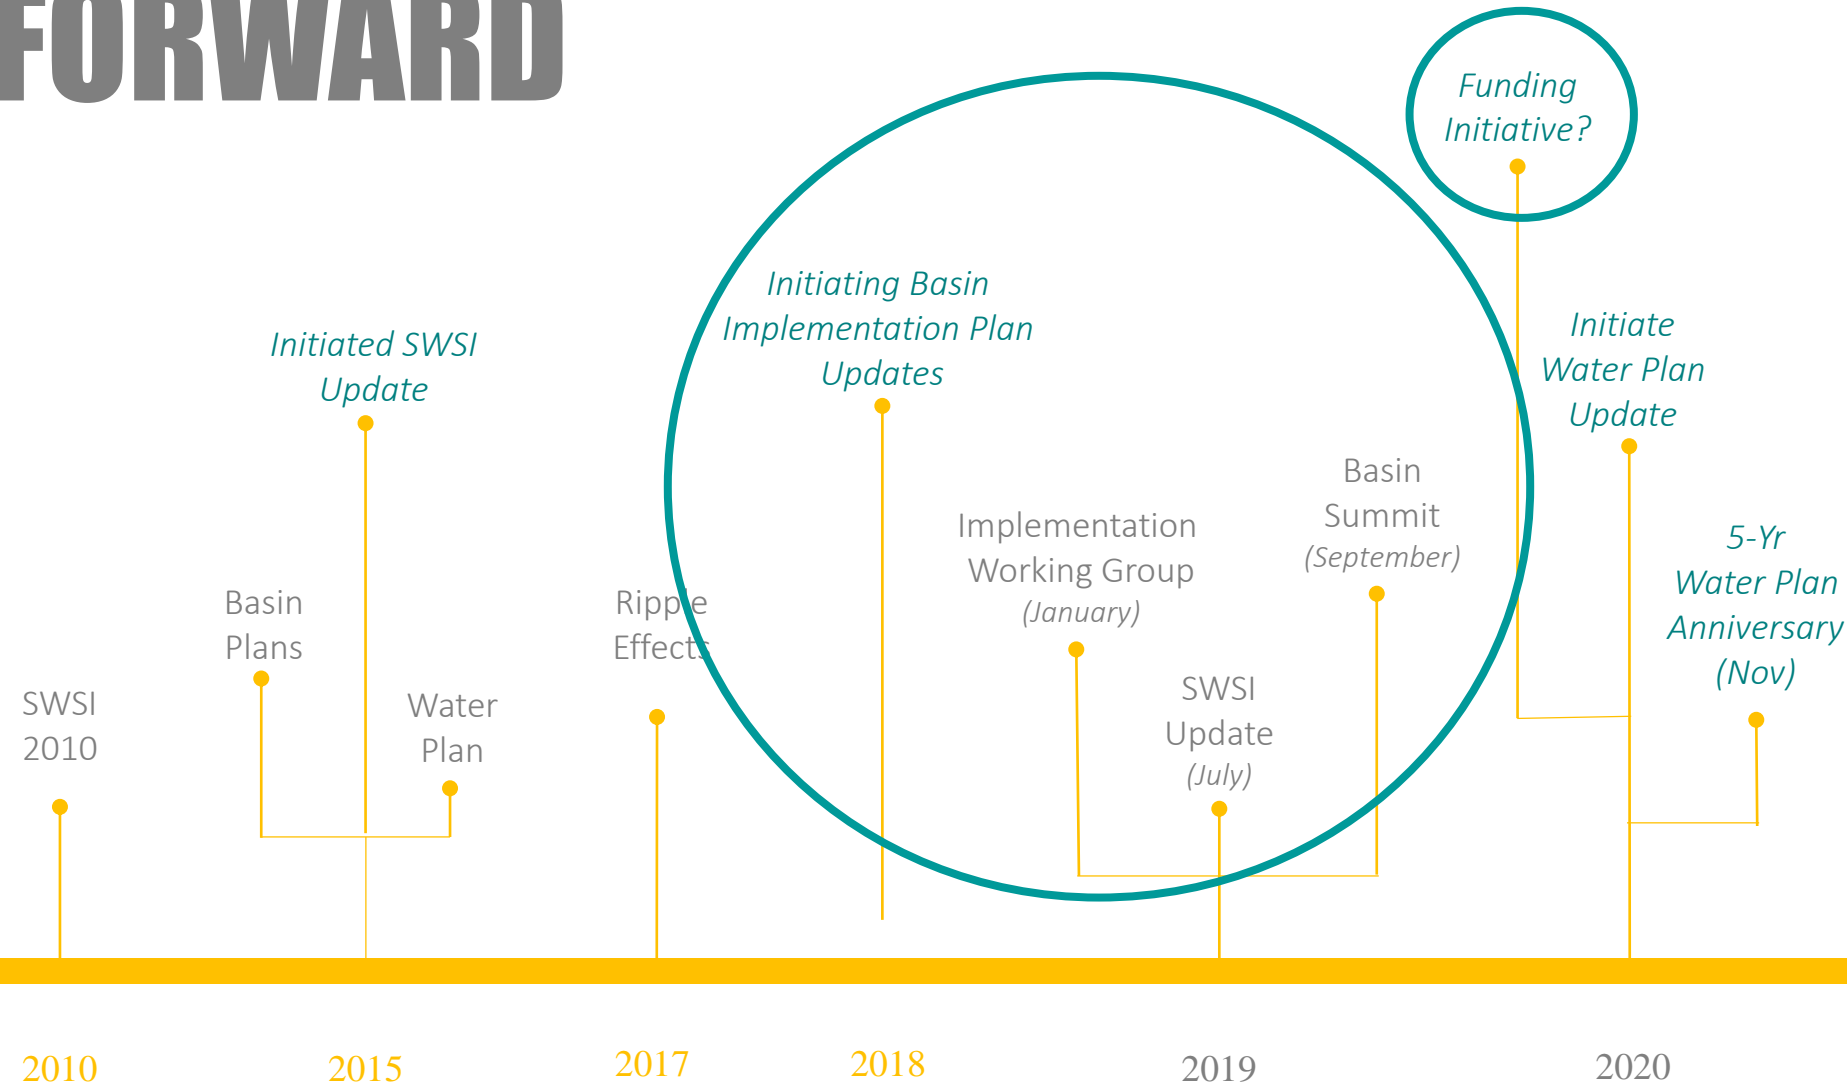 FORWARD
Funding
Initiative?
Initiating Basin
Implementation Plan
Updates
Initiated SWSI
Update
Initiate
Water Plan
Update
Basin
Summit
(September)
Implementation
Working Group
(January)
5-Yr
Water Plan
Anniversary
(Nov)
Basin
Plans
Ripple
Effects
SWSI
2010
Water
Plan
SWSI
Update
(July)
2010
2015
2017
2018
2019
2020